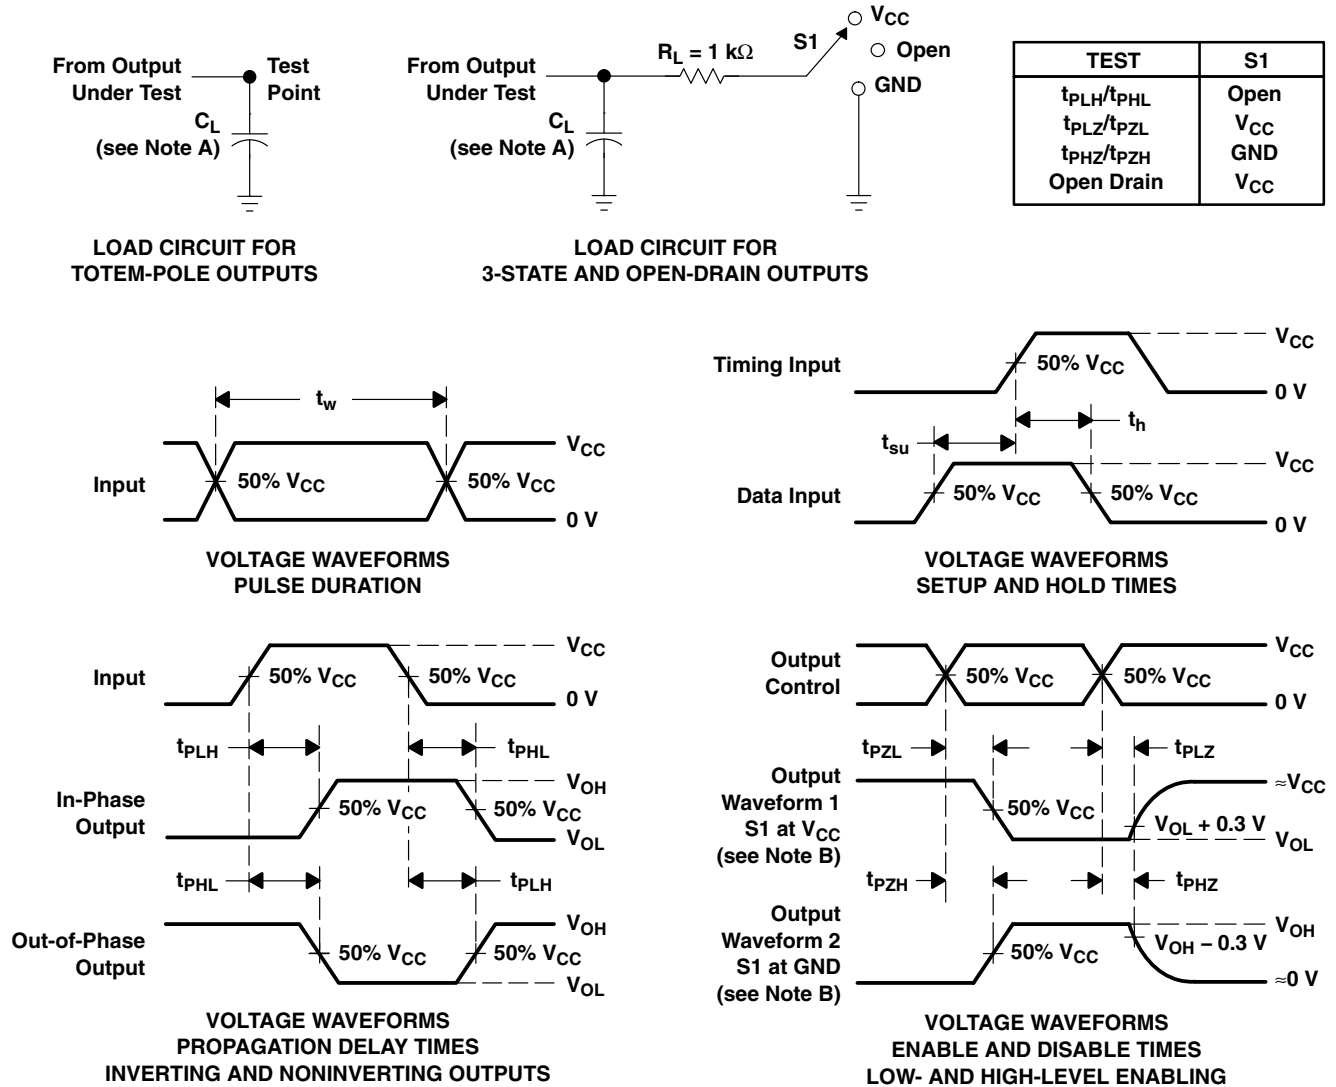 From Output
Under Test
Test
Point
CL
(see Note A)
LOAD CIRCUIT FOR
TOTEM-POLE OUTPUTS
From Output
Under Test
CL
(see Note A)
RL = 1 kΩ
S1
VCC
Open
GND
LOAD CIRCUIT FOR
3-STATE AND OPEN-DRAIN OUTPUTS
TEST S1
tPLH/tPHL Open
tPLZ/tPZL VCC
tPHZ/tPZH GND
Open Drain VCC
tw
Input
50% VCC
50% VCC
VCC
0 V
VOLTAGE WAVEFORMS
PULSE DURATION
Timing Input
50% VCC
VCC
0 V
tsu
th
Data Input
50% VCC
50% VCC
VCC
0 V
VOLTAGE WAVEFORMS
SETUP AND HOLD TIMES
Input
50% VCC
50% VCC
VCC
0 V
tPLH
tPHL
In-Phase
Output
50% VCC
50% VCC
VOH
VOL
tPHL
tPLH
Out-of-Phase
Output
50% VCC
50% VCC
VOH
VOL
VOLTAGE WAVEFORMS
PROPAGATION DELAY TIMES
INVERTING AND NONINVERTING OUTPUTS
Output
Control
50% VCC
50% VCC
VCC
0 V
tPZL
tPLZ
Output
Waveform 1
S1 at VCC
(see Note B)
50% VCC
≈VCC
VOL + 0.3 V
VOL
tPZH
tPHZ
Output
Waveform 2
S1 at GND
(see Note B)
50% VCC
VOH
VOH − 0.3 V
≈0 V
VOLTAGE WAVEFORMS
ENABLE AND DISABLE TIMES
LOW- AND HIGH-LEVEL ENABLING